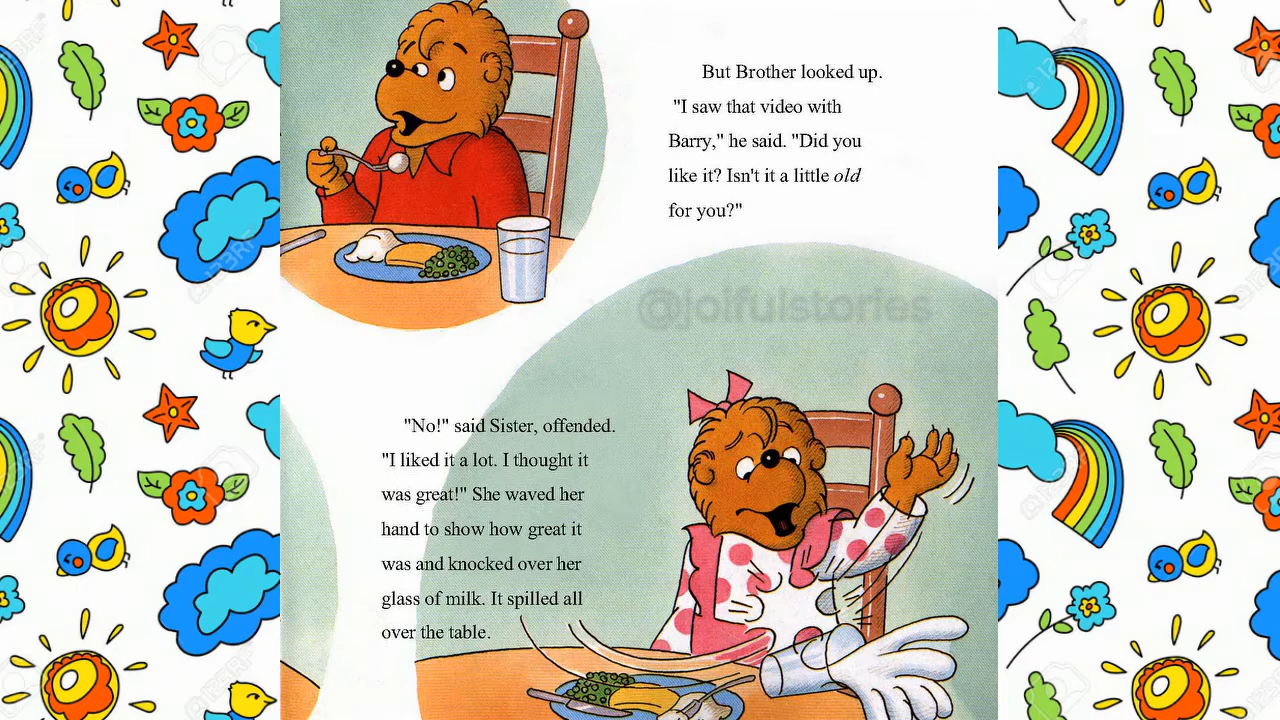 But Brother looked up.
"I saw that video with
Barry," he said. "Did you
like it? Isn't it a little old
for you?"
@joifulstories
"No!" said Sister, offended.
"I liked it a lot. I thought it
was great!" She waved her
hand to show how great it
was and knocked over her
glass of milk. It spilled all
over the table.